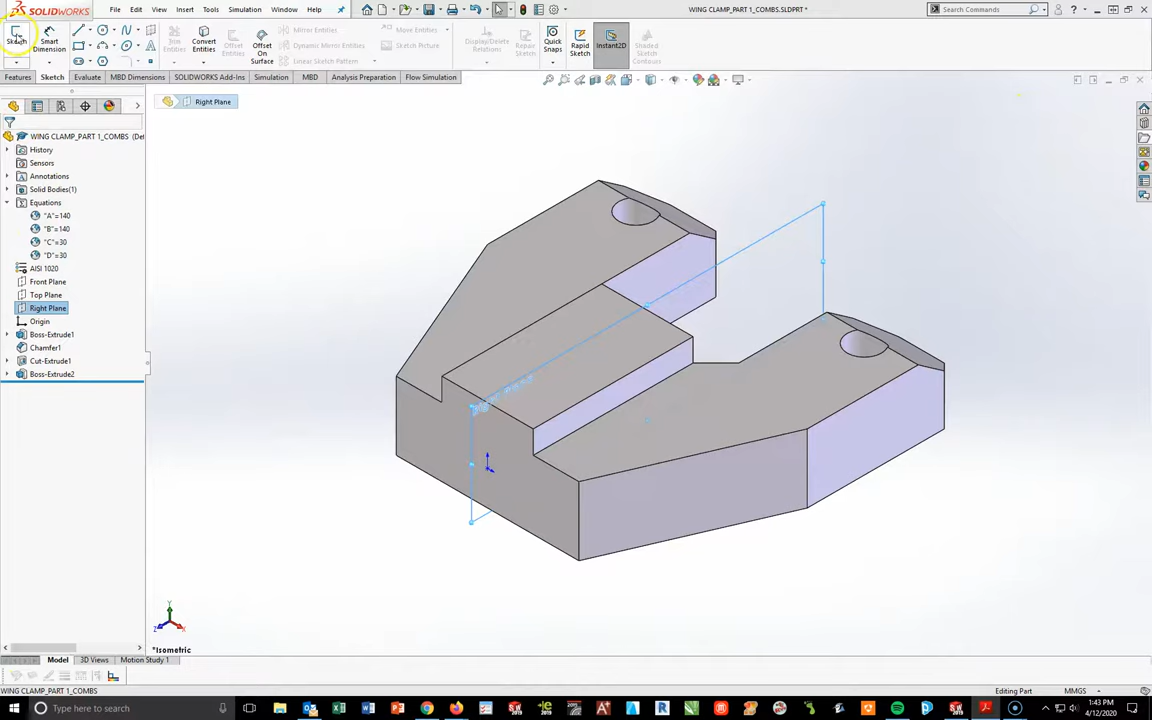 SOLIDWORKS
File Edit View Insert Tools Simulation Window Help
WING CLAMP_PART 1_COMBS.SLDPRT *
Search Commands
Sketch
Smart Dimension
Trim Entities
Convert Entities
Offset Entities
Offset On Surface
Mirror Entities
Dynamic Mirror Entities
Linear Sketch Pattern
Move Entities
Display/Delete Relations
Repair Sketch
Quick Snaps
Rapid Sketch
Instant2D
Shaded Sketch Contours
Features Sketch Evaluate MBD Dimensions SOLIDWORKS Add-Ins Simulation MBD Analysis Preparation Flow Simulation
Right Plane
WING CLAMP_PART 1_COMBS (De
History
Sensors
Annotations
Solid Bodies(1)
Equations
"A"=140
"B"=140
"C"=30
"D"=30
AISI 1020
Front Plane
Top Plane
Right Plane
Origin
Boss-Extrude1
Chamfer1
Cut-Extrude1
Boss-Extrude2
Y
X
Z
*Isometric
Model 3D Views Motion Study 1
WING CLAMP_PART 1_COMBS
Editing Part
MMGS
Type here to search
1:43 PM
4/12/2020